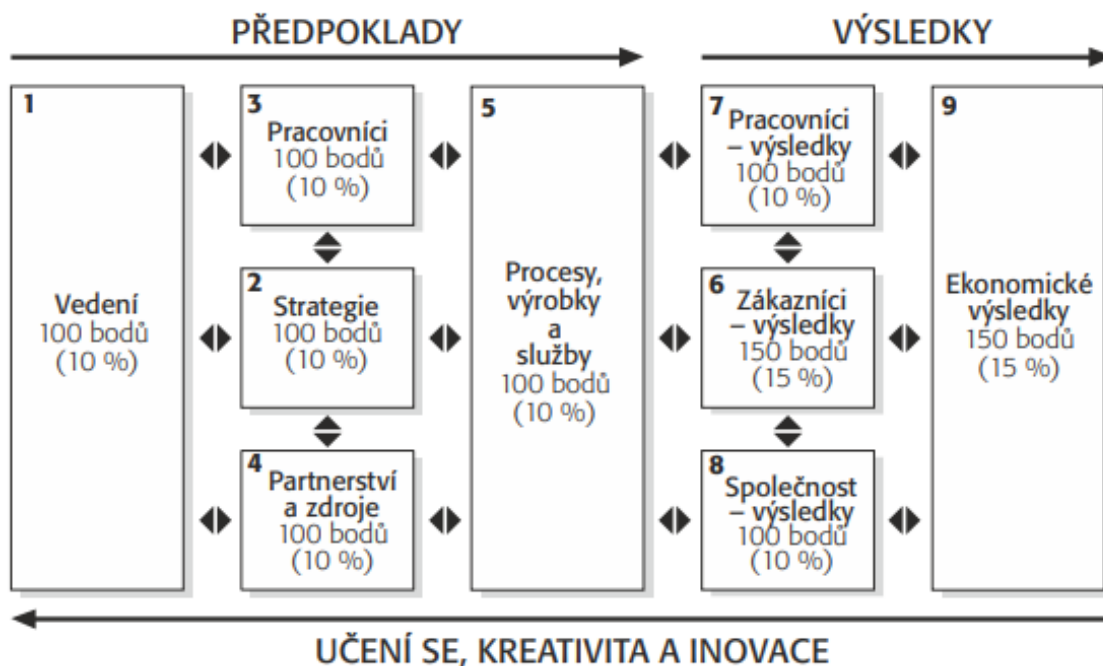 PŘEDPOKLADY
VÝSLEDKY
1
Vedení
100 bodů
(10 %)
3
Pracovníci
100 bodů
(10 %)
2
Strategie
100 bodů
(10 %)
4
Partnerství
a zdroje
100 bodů
(10 %)
5
Procesy,
výrobky
a
služby
100 bodů
(10 %)
7
Pracovníci
– výsledky
100 bodů
(10 %)
6
Zákazníci
– výsledky
150 bodů
(15 %)
8
Společnost
– výsledky
100 bodů
(10 %)
9
Ekonomické
výsledky
150 bodů
(15 %)
UČENÍ SE, KREATIVITA A INOVACE